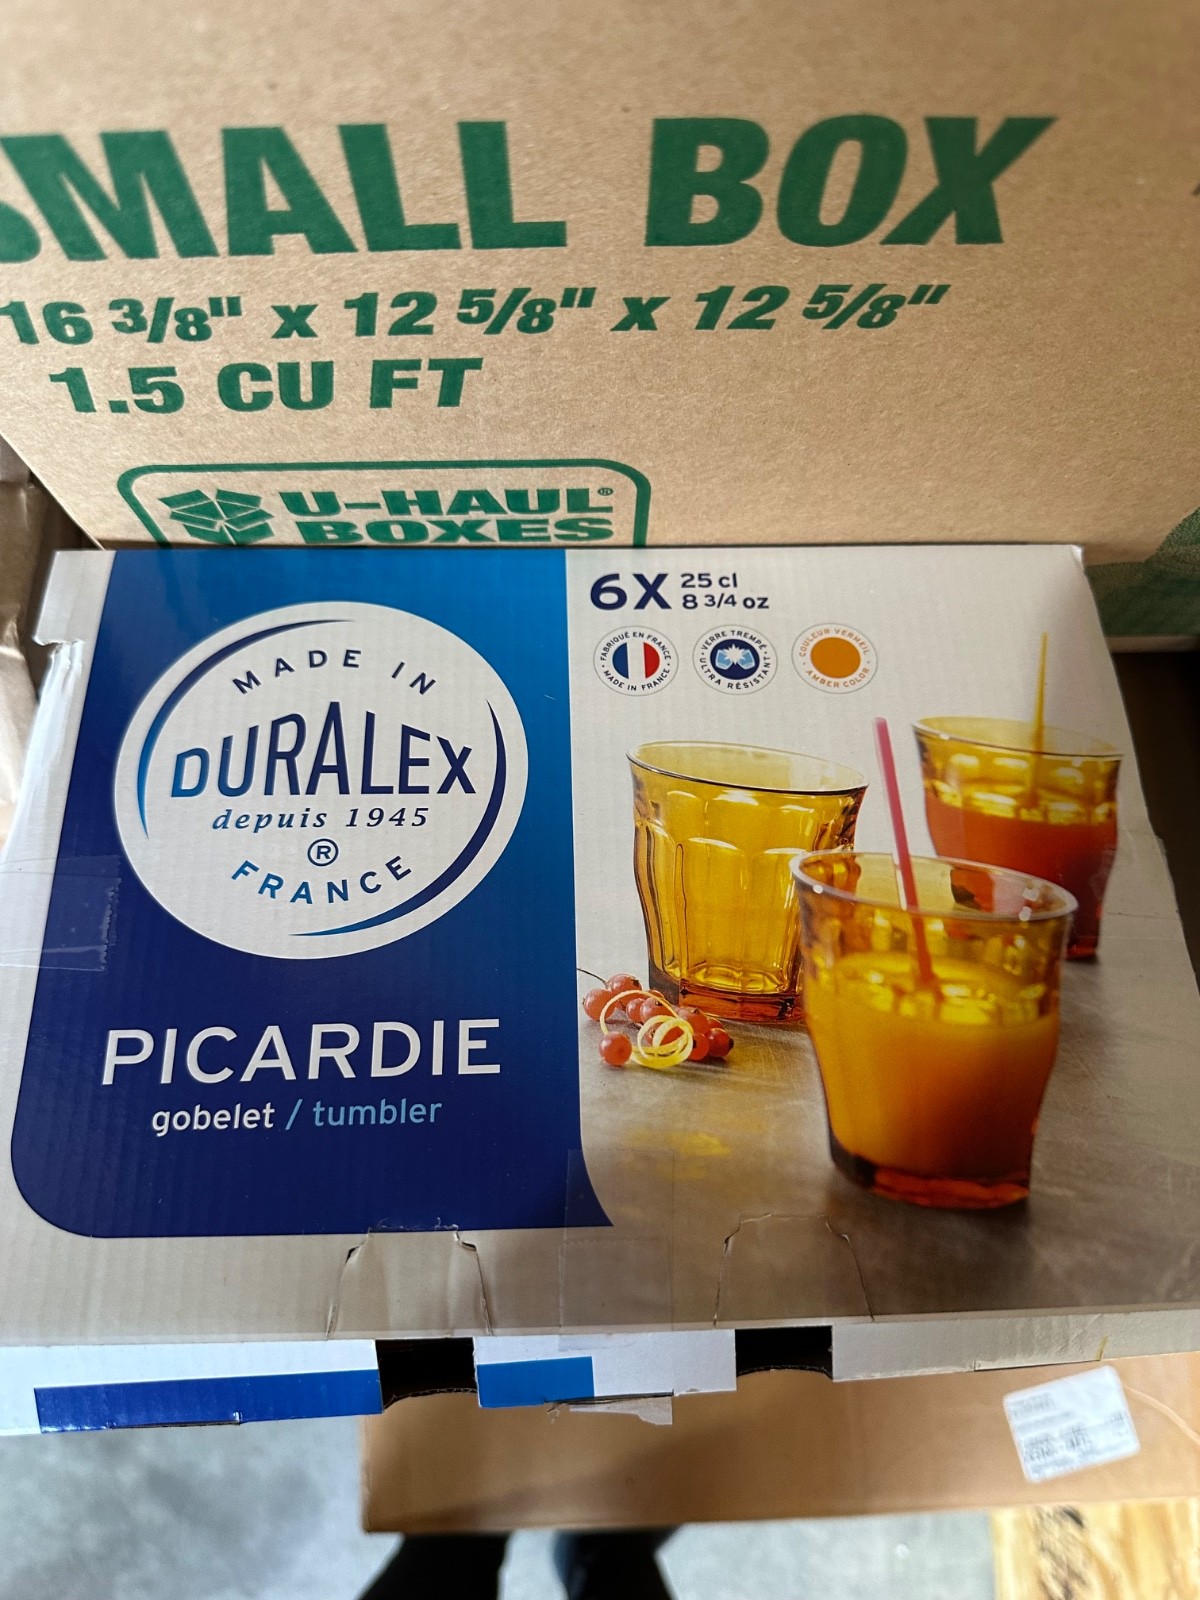 SMALL BOX
16 3/8" x 12 5/8" x 12 5/8"
1.5 CU FT
U-HAUL®
BOXES
MADE IN
DURALEX
depuis 1945
®
FRANCE
PICARDIE
gobelet / tumbler
6X 25 cl
8 3/4 oz
FABRIQUÉ EN FRANCE
MADE IN FRANCE
VERRE TREMPÉ
ULTRA RÉSISTANT
COULEUR VERMEIL
AMBER COLOR